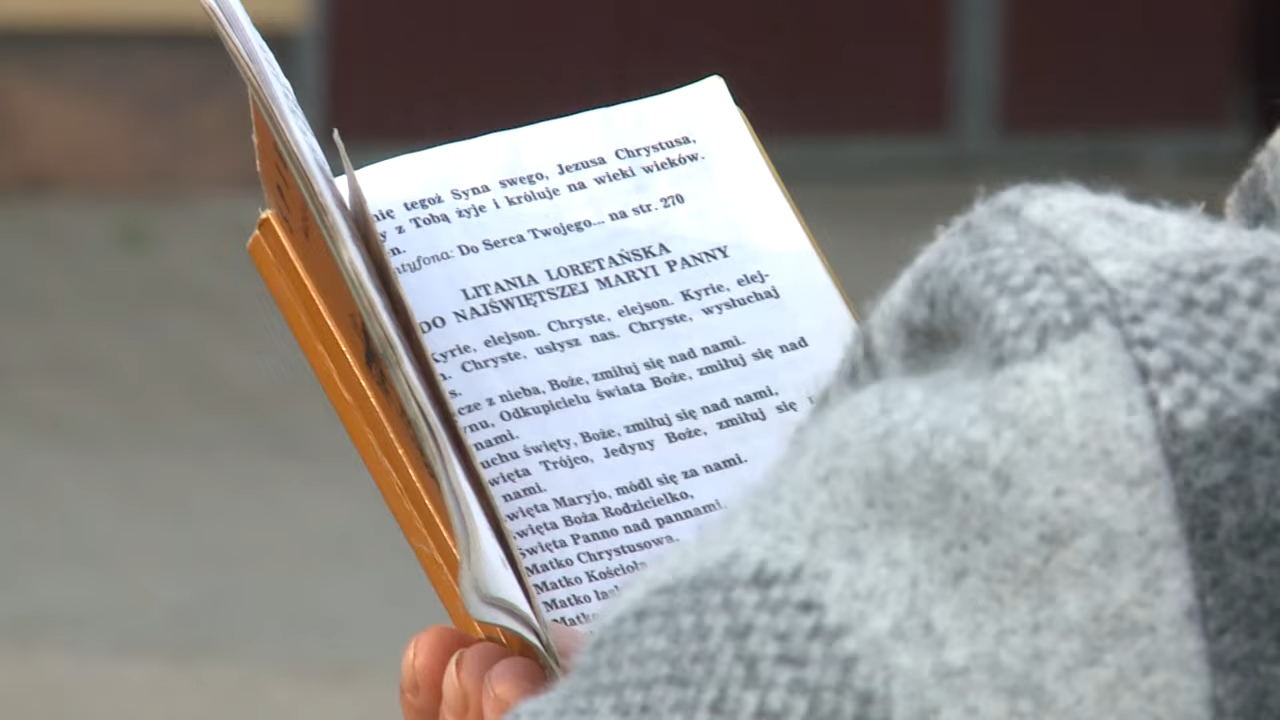 tegoż Syna swego, Jezusa Chrystusa,
z Tobą żyje i króluje na wieki wieków.
Do Serca Twojego... na str. 270
LITANIA LORETAŃSKA
DO NAJŚWIĘTSZEJ MARYI PANNY
Kyrie, elejson. Chryste, elejson. Kyrie, elej-
Chryste, usłysz nas. Chryste, wysłuchaj
z nieba, Boże, zmiłuj się nad nami.
Odkupicielu świata Boże, zmiłuj się nad
nami.
święty, Boże, zmiłuj się nad nami,
Trójco, Jedyny Boże, zmiłuj się
nami.
Maryjo, módl się za nami.
Boża Rodzicielko,
Święta Panno nad pannami.
Matko Chrystusowa,
Matko Kościoła
Matko
Matko